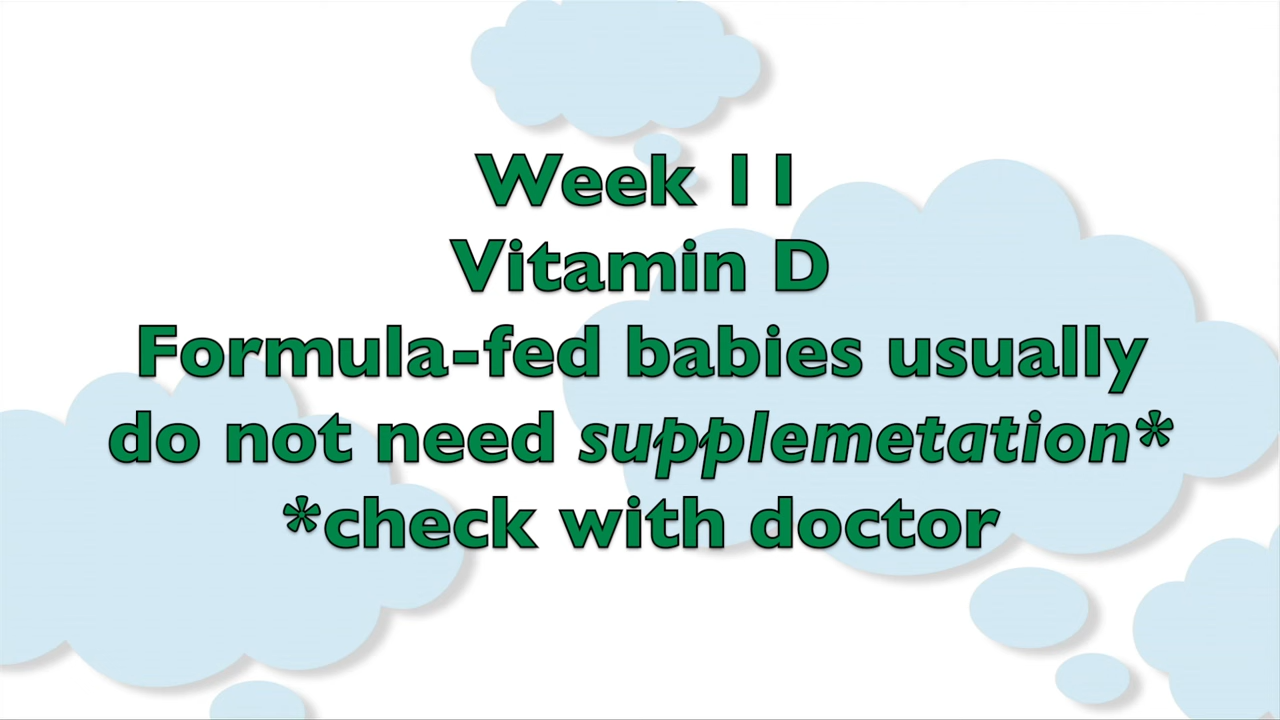 Week 11
Vitamin D
Formula-fed babies usually
do not need supplemetation*
*check with doctor